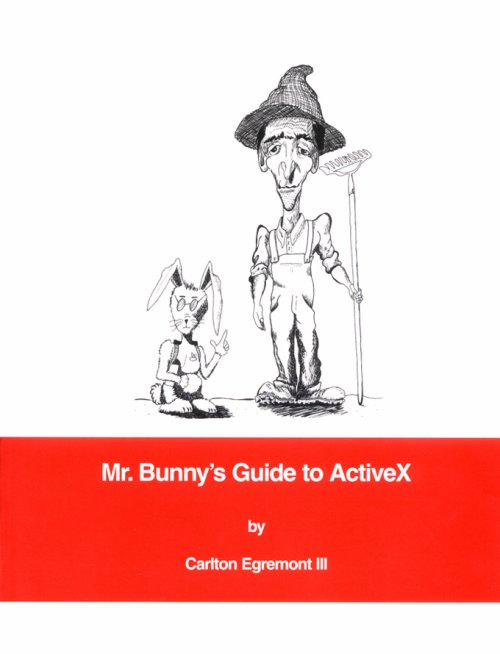 Mr. Bunny's Guide to ActiveX
by
Carlton Egremont III